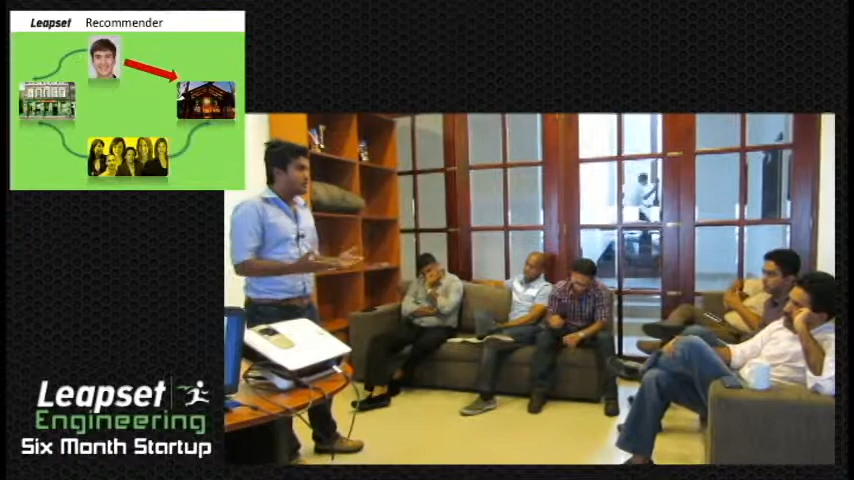 Leapset Recommender
Leapset
Engineering
Six Month Startup